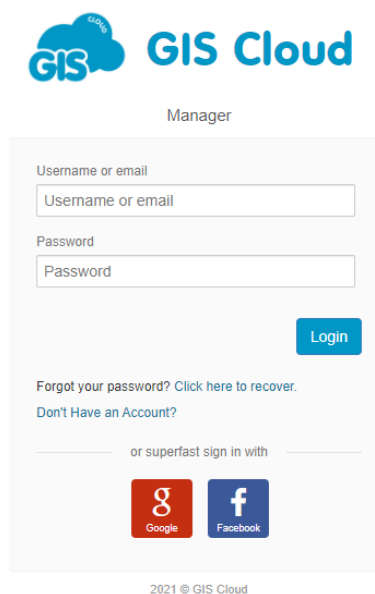 CLOUD
GIS
GIS Cloud
Manager
Username or email
Username or email
Password
Password
Login
Forgot your password? Click here to recover.
Don't Have an Account?
or superfast sign in with
g
Google
f
Facebook
2021 © GIS Cloud